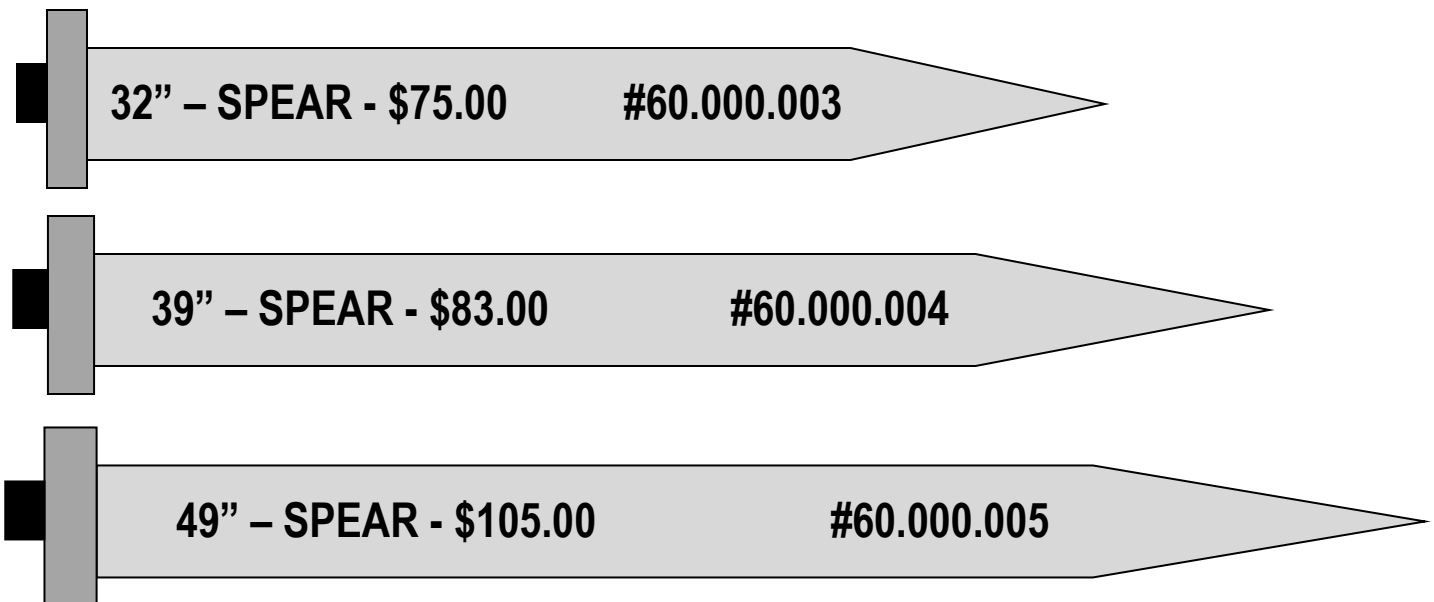 32” – SPEAR - $75.00 #60.000.003
39” – SPEAR - $83.00 #60.000.004
49” – SPEAR - $105.00 #60.000.005